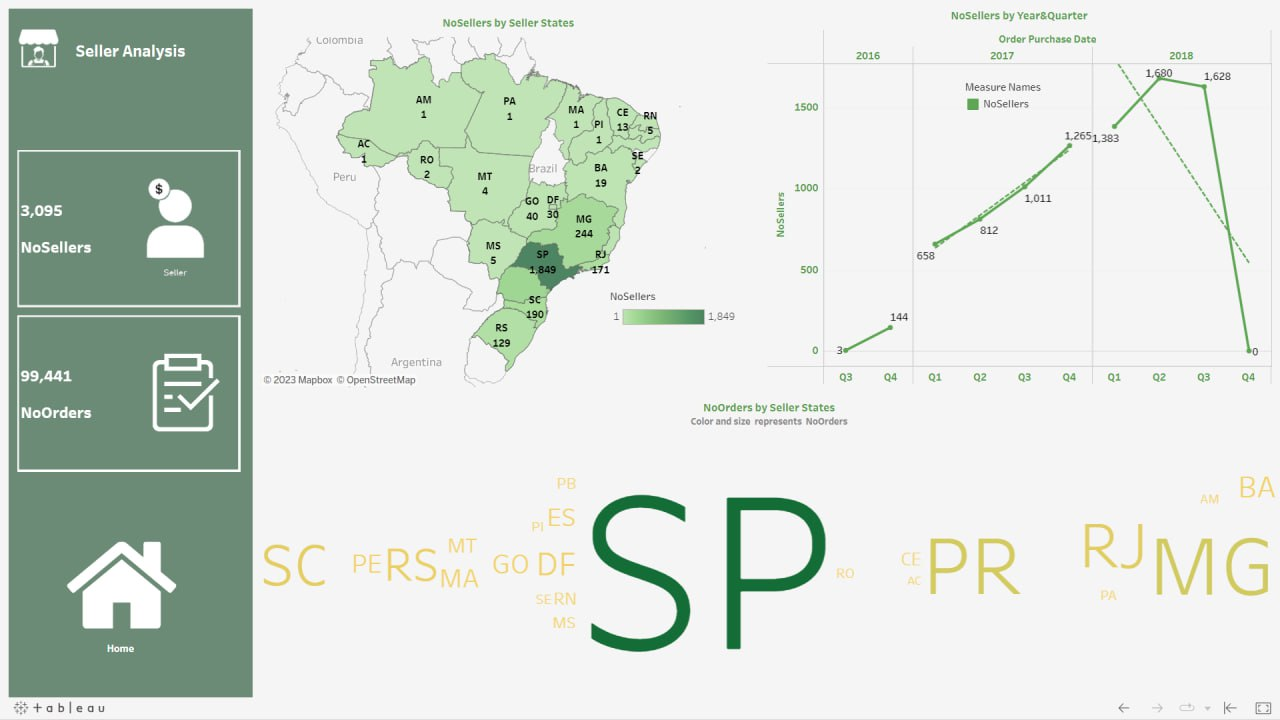 Seller Analysis
3,095
NoSellers
$
Seller
99,441
NoOrders
Home
NoSellers by Seller States
Colombia
AM
1
PA
1
MA
1
PI
1
CE
13
RN
5
AC
1
RO
2
SE
2
Peru
Brazil
BA
19
MT
4
GO
40
DF
30
MG
244
MS
5
SP
1,849
RJ
171
SC
190
RS
129
Argentina
NoSellers
1
1,849
© 2023 Mapbox © OpenStreetMap
NoSellers by Year&Quarter
Order Purchase Date
2016
2017
2018
Measure Names
NoSellers
1500
1000
500
0
NoSellers
3
144
658
812
1,011
1,265
1,383
1,680
1,628
0
Q3
Q4
Q1
Q2
Q3
Q4
Q1
Q2
Q3
Q4
NoOrders by Seller States
Color and size represents NoOrders
PB
PI
ES
SC
PE
RS
MT
MA
GO
DF
SE
RN
MS
SP
RO
CE
AC
PR
RJ
PA
MG
AM
BA
+ a b l e a u